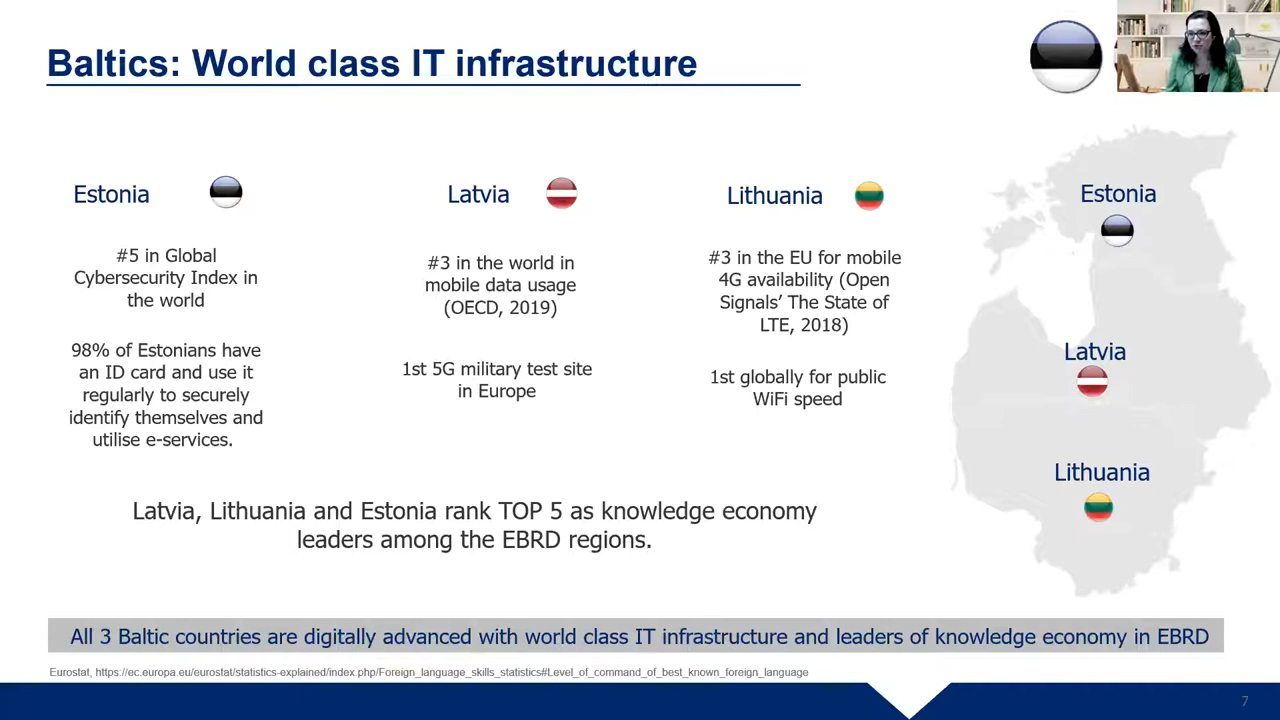 Baltics: World class IT infrastructure
Estonia
#5 in Global
Cybersecurity Index in
the world
98% of Estonians have
an ID card and use it
regularly to securely
identify themselves and
utilise e-services.
Latvia
#3 in the world in
mobile data usage
(OECD, 2019)
1st 5G military test site
in Europe
Lithuania
#3 in the EU for mobile
4G availability (Open
Signals’ The State of
LTE, 2018)
1st globally for public
WiFi speed
Estonia
Latvia
Lithuania
Latvia, Lithuania and Estonia rank TOP 5 as knowledge economy
leaders among the EBRD regions.
All 3 Baltic countries are digitally advanced with world class IT infrastructure and leaders of knowledge economy in EBRD
Eurostat, https://ec.europa.eu/eurostat/statistics-explained/index.php/Foreign_language_skills_statistics#Level_of_command_of_best_known_foreign_language
7